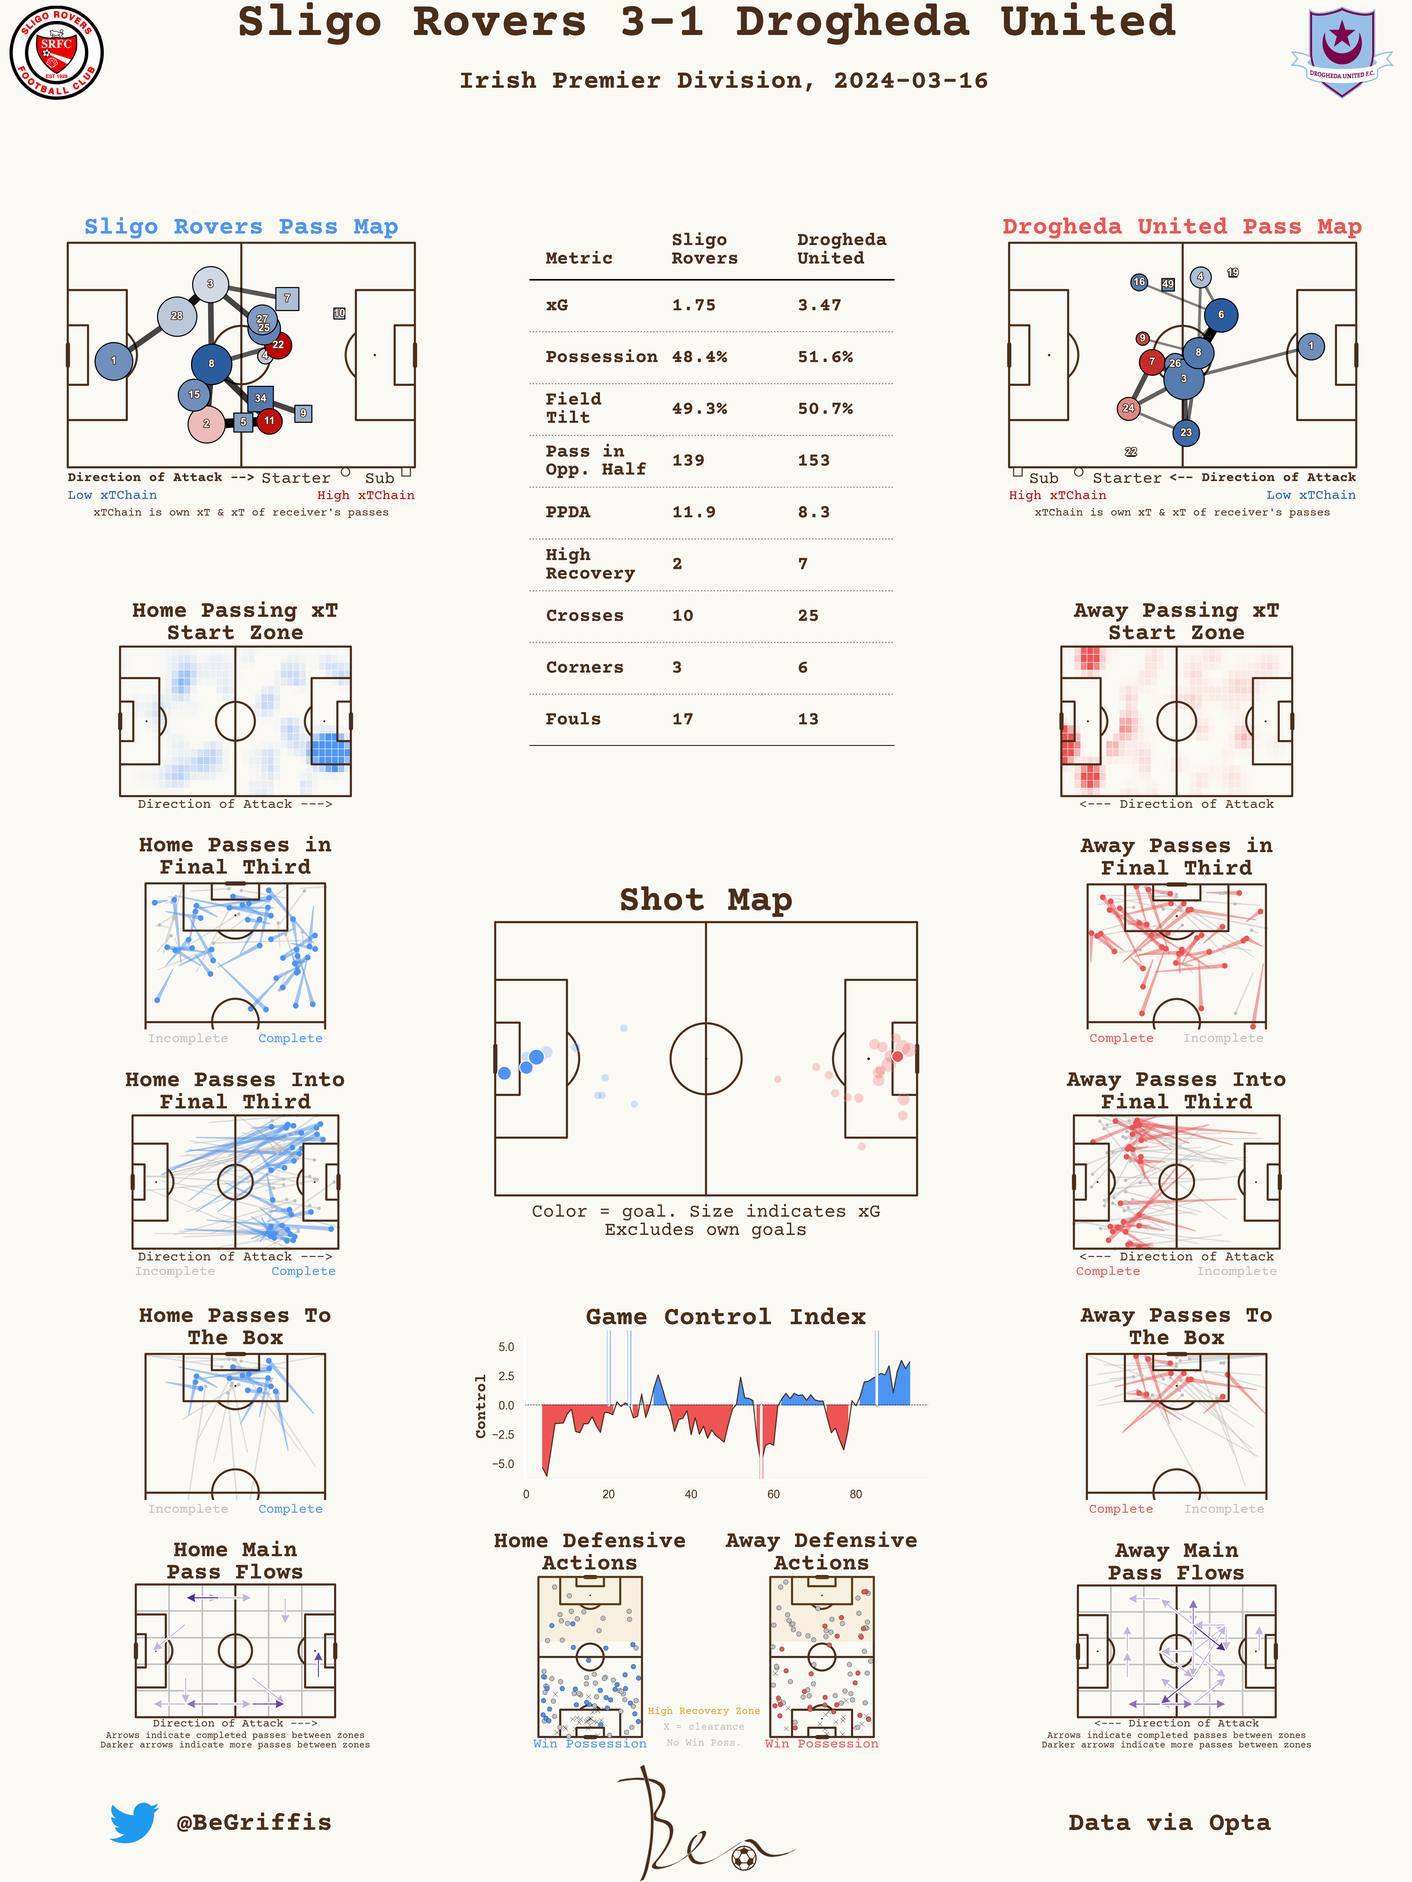 Sligo Rovers 3-1 Drogheda United
Irish Premier Division, 2024-03-16
SLIGO ROVERS
SRFC
EST 1928
FOOTBALL CLUB
DROGHEDA UNITED F.C.
Sligo Rovers Pass Map
3
7
10
28
27
25
22
4
1
8
15
34
9
2
5
11
Direction of Attack --> Starter Sub
Low xTChain High xTChain
xTChain is own xT & xT of receiver's passes
Metric Sligo Rovers Drogheda United
xG 1.75 3.47
Possession 48.4% 51.6%
Field Tilt 49.3% 50.7%
Pass in Opp. Half 139 153
PPDA 11.9 8.3
High Recovery 2 7
Crosses 10 25
Corners 3 6
Fouls 17 13
Drogheda United Pass Map
16
49
4
19
6
9
8
1
7
26
3
24
23
22
Sub Starter <-- Direction of Attack
High xTChain Low xTChain
xTChain is own xT & xT of receiver's passes
Home Passing xT
Start Zone
Direction of Attack --->
Away Passing xT
Start Zone
<--- Direction of Attack
Home Passes in
Final Third
Incomplete Complete
Away Passes in
Final Third
Complete Incomplete
Shot Map
Color = goal. Size indicates xG
Excludes own goals
Home Passes Into
Final Third
Direction of Attack --->
Incomplete Complete
Away Passes Into
Final Third
<--- Direction of Attack
Complete Incomplete
Home Passes To
The Box
Incomplete Complete
Game Control Index
Control
5.0
2.5
0.0
−2.5
−5.0
0 20 40 60 80
Away Passes To
The Box
Complete Incomplete
Home Main
Pass Flows
Direction of Attack --->
Arrows indicate completed passes between zones
Darker arrows indicate more passes between zones
Home Defensive
Actions
Win Possession
Away Defensive
Actions
Win Possession
High Recovery Zone
X = clearance
No Win Poss.
Away Main
Pass Flows
<--- Direction of Attack
Arrows indicate completed passes between zones
Darker arrows indicate more passes between zones
@BeGriffis
Ben
Data via Opta